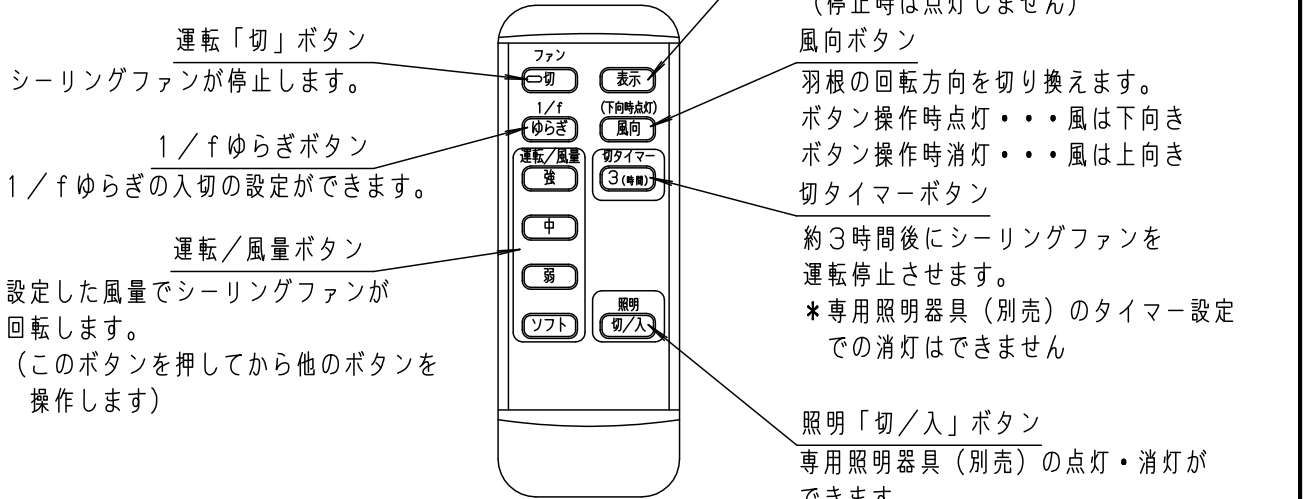 運転「切」ボタン
シーリングファンが停止します。
1/fゆらぎボタン
1/fゆらぎの入切の設定ができます。
運転/風量ボタン
設定した風量でシーリングファンが
回転します。
(このボタンを押してから他のボタンを
操作します)
ファン
切
表示
1/f
(下向時点灯)
ゆらぎ
風向
運転/風量
切タイマー
強
3(時間)
中
弱
照明
ソフト
切/入
(停止時は点灯しません)
風向ボタン
羽根の回転方向を切り換えます。
ボタン操作時点灯・・・風は下向き
ボタン操作時消灯・・・風は上向き
切タイマーボタン
約3時間後にシーリングファンを
運転停止させます。
*専用照明器具(別売)のタイマー設定
での消灯はできません
照明「切/入」ボタン
専用照明器具(別売)の点灯・消灯が
できます